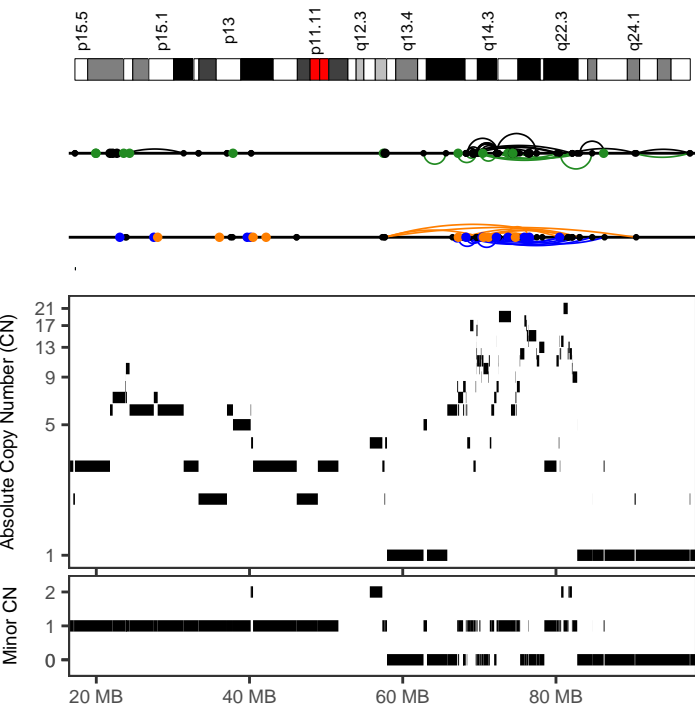 p15.5 p15.1 p13 p11.11 q12.3 q13.4 q14.3 q22.3 q24.1
Absolute Copy Number (CN)
21
17
13
9
5
1
Minor CN
2
1
0
20 MB 40 MB 60 MB 80 MB